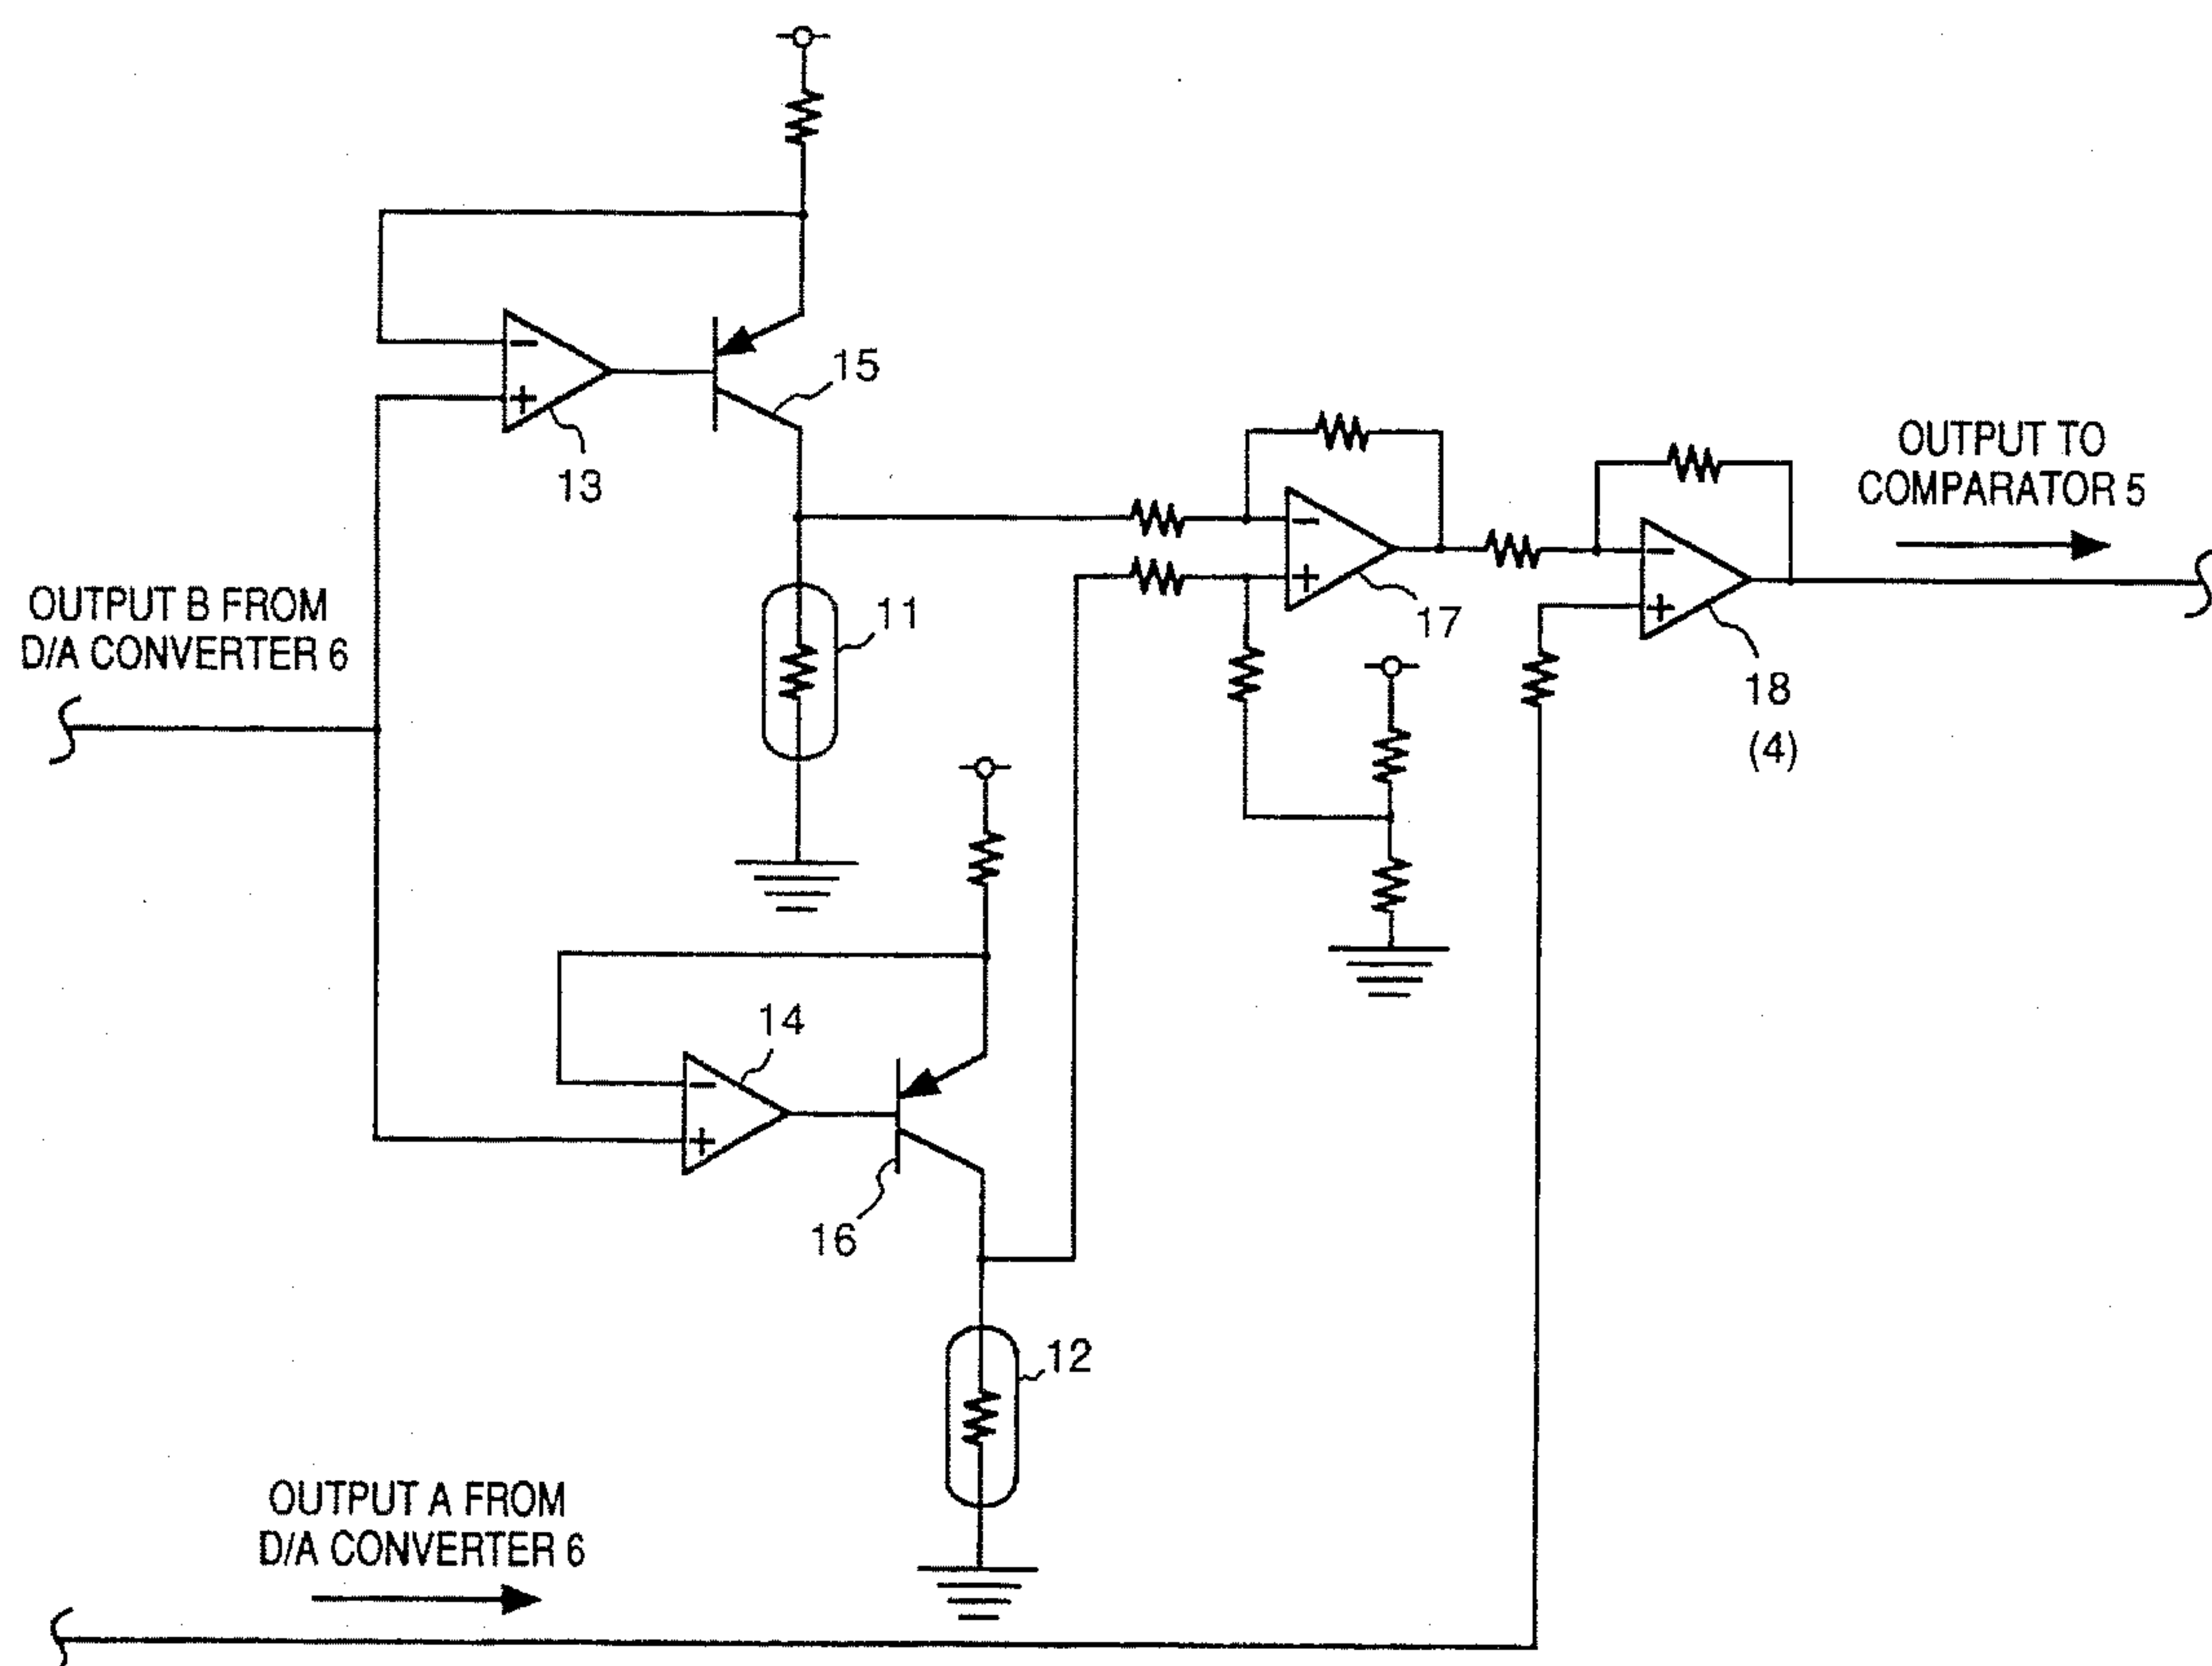 15
13
OUTPUT TO
COMPARATOR 5
OUTPUT B FROM
D/A CONVERTER 6
11
17
18
(4)
14
16
12
OUTPUT A FROM
D/A CONVERTER 6